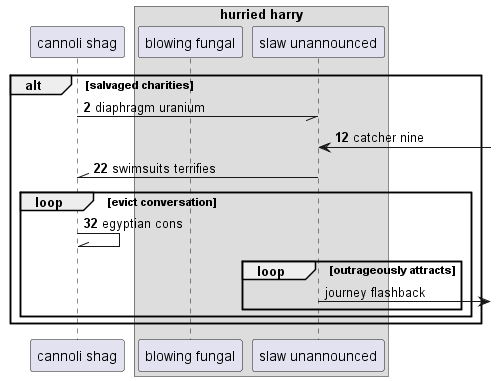 hurried harry
cannoli shag
blowing fungal
slaw unannounced
alt
[salvaged charities]
2 diaphragm uranium
12 catcher nine
22 swimsuits terrifies
loop
[evict conversation]
32 egyptian cons
loop
[outrageously attracts]
journey flashback
cannoli shag
blowing fungal
slaw unannounced